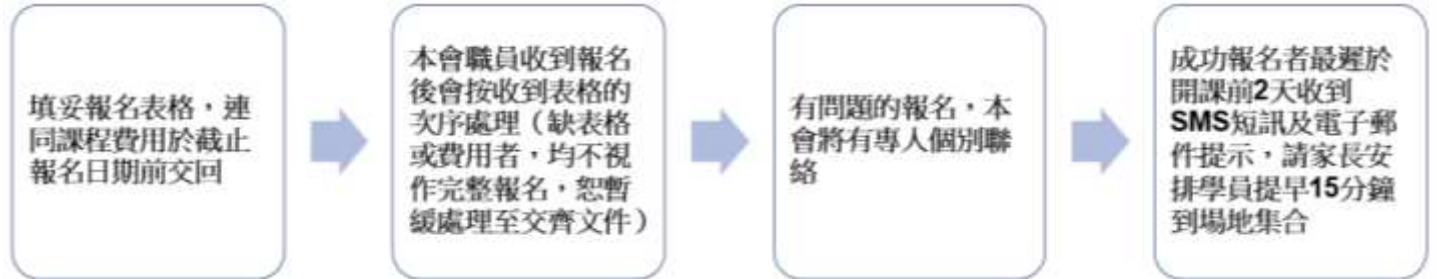 填妥報名表格，連
同課程費用於截止
報名日期前交回
本會職員收到報名
後會按收到表格的
次序處理（缺表格
或費用者，均不視
作完整報名，恕暫
緩處理至交齊文件）
有問題的報名，本
會將有專人個別聯
絡
成功報名者最遲於
開課前2天收到
SMS短訊及電子郵
件提示，請家長安
排學員提早15分鐘
到場地集合